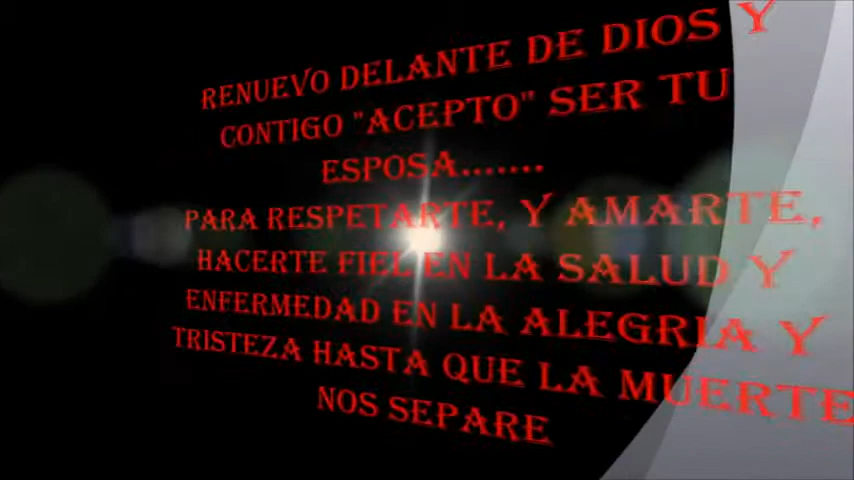 RENUEVO DELANTE DE DIOS Y
CONTIGO "ACEPTO" SER TU
ESPOSA.......
PARA RESPETARTE, Y AMARTE,
HACERTE FIEL EN LA SALUD Y
ENFERMEDAD EN LA ALEGRIA Y
TRISTEZA HASTA QUE LA MUERTE
NOS SEPARE